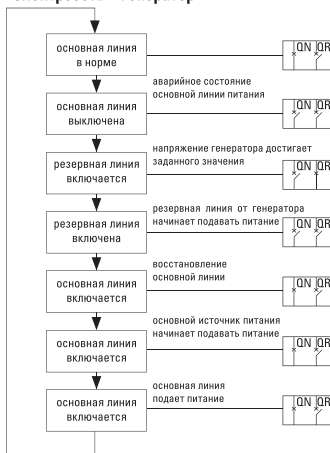 основная линия
в норме
QN QR
аварийное состояние
основной линии питания
основная линия
выключена
QN QR
напряжение генератора достигает
заданного значения
резервная линия
включается
QN QR
резервная линия от генератора
начинает подавать питание
резервная линия
включена
QN QR
восстановление
основной линии
основная линия
включается
QN QR
основной источник питания
начинает подавать питание
основная линия
включается
QN QR
основная линия
подает питание
основная линия
включается
QN QR